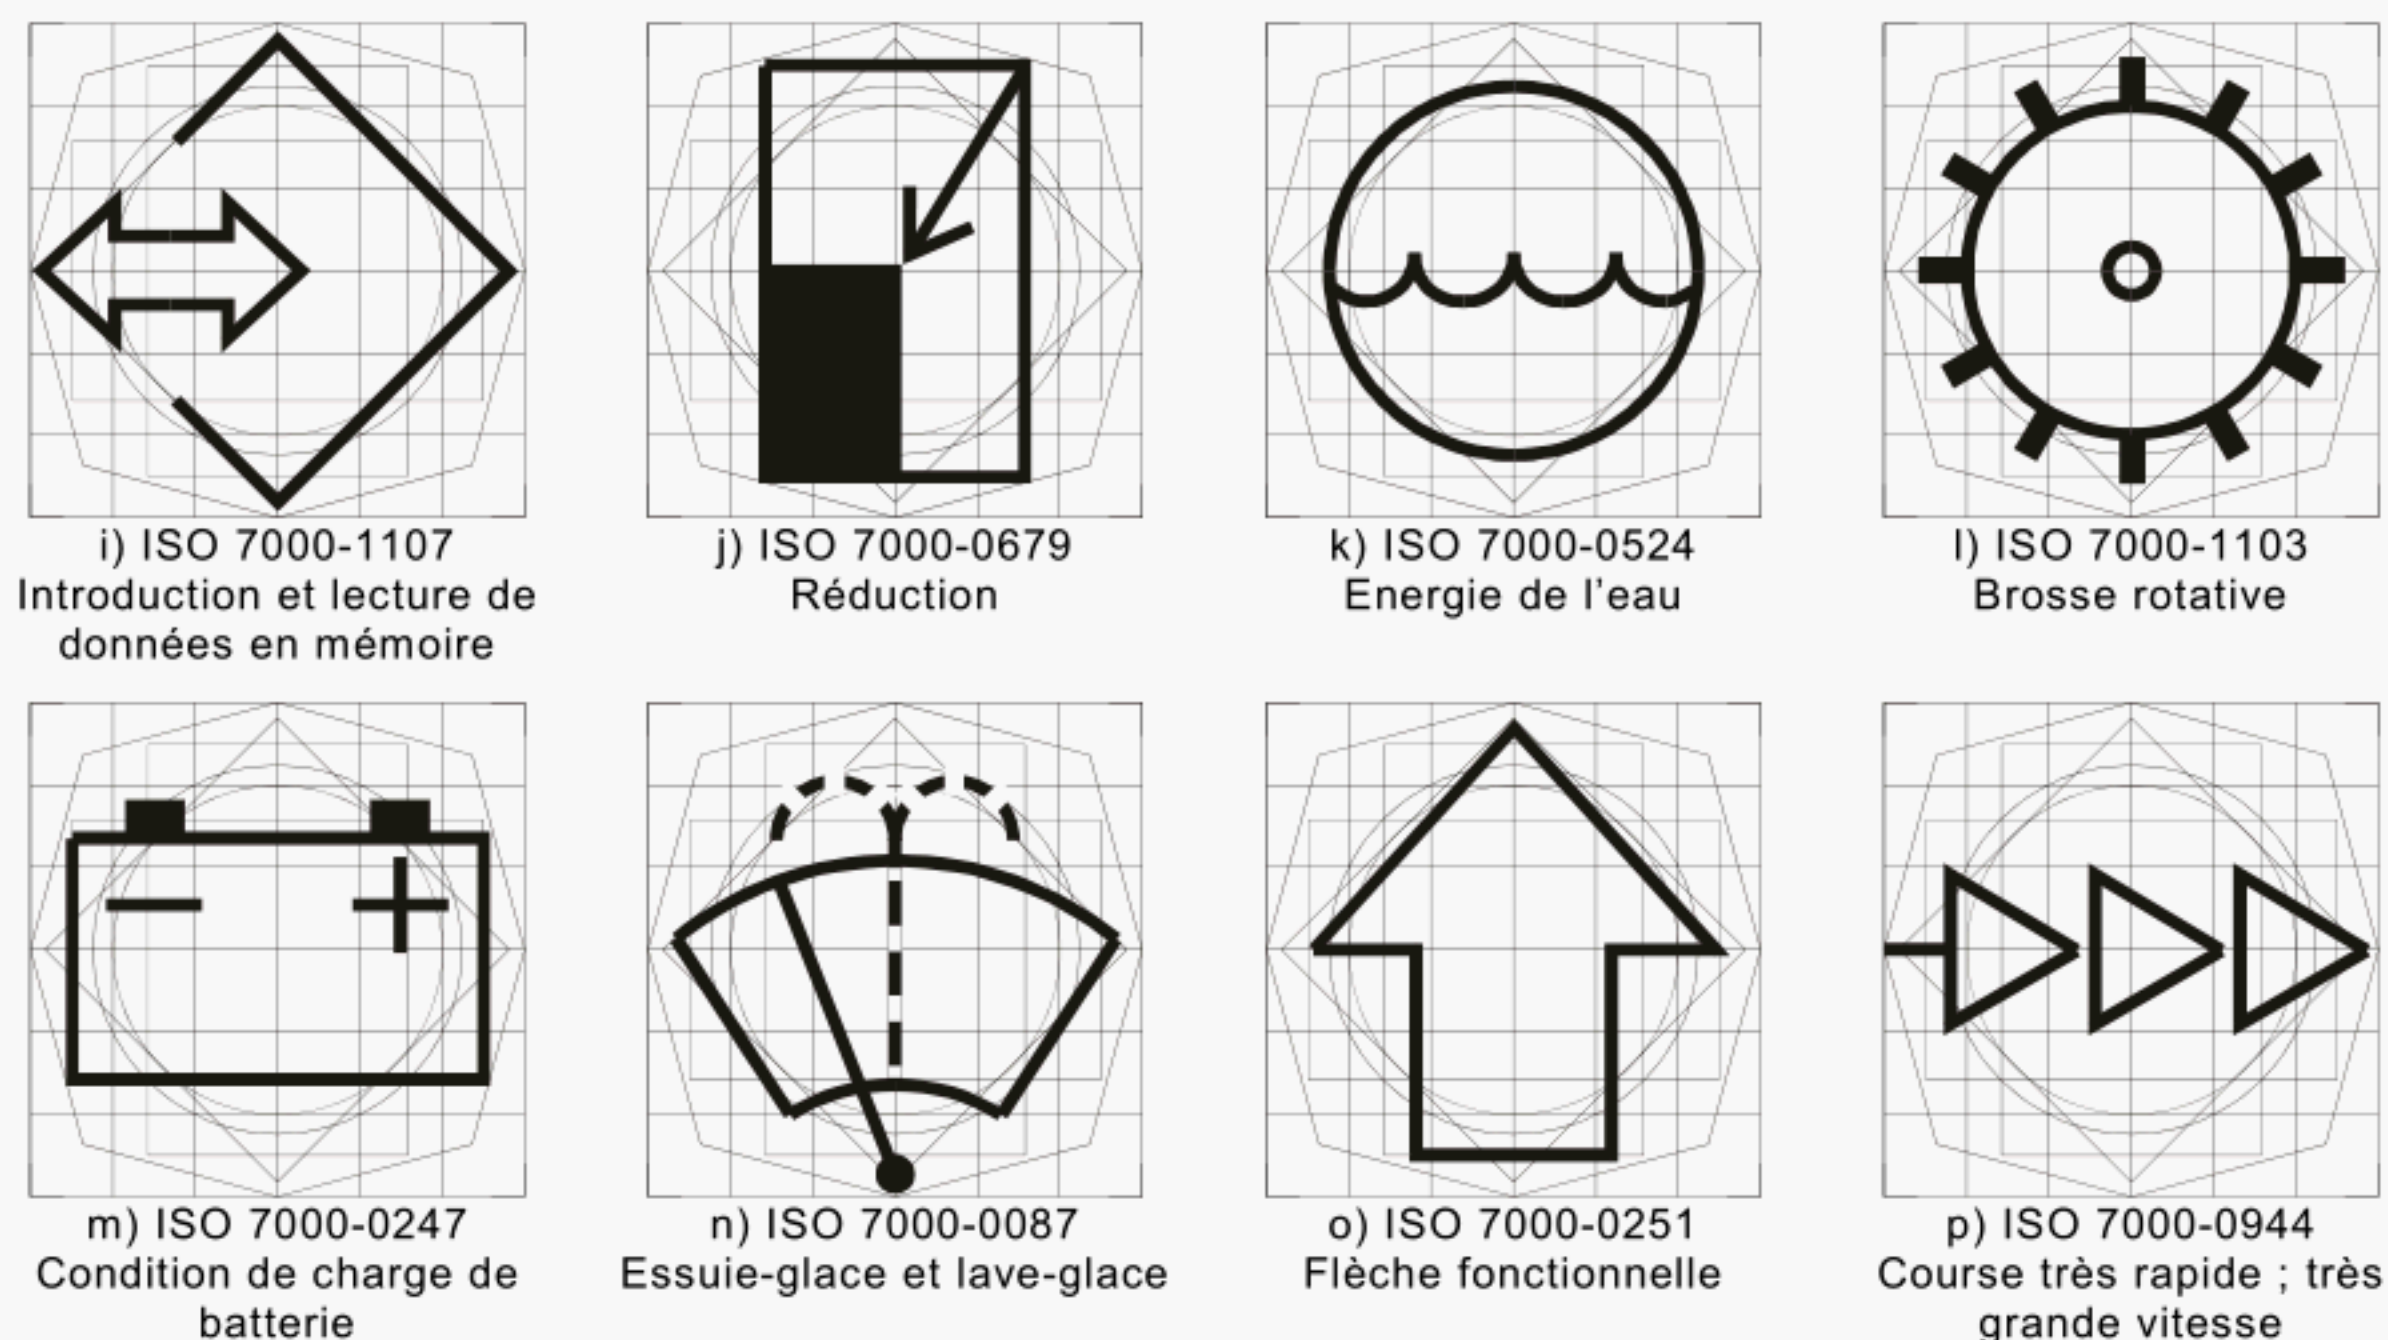 i) ISO 7000-1107
Introduction et lecture de
données en mémoire
j) ISO 7000-0679
Réduction
k) ISO 7000-0524
Energie de l’eau
l) ISO 7000-1103
Brosse rotative
m) ISO 7000-0247
Condition de charge de
batterie
n) ISO 7000-0087
Essuie-glace et lave-glace
o) ISO 7000-0251
Flèche fonctionnelle
p) ISO 7000-0944
Course très rapide ; très
grande vitesse